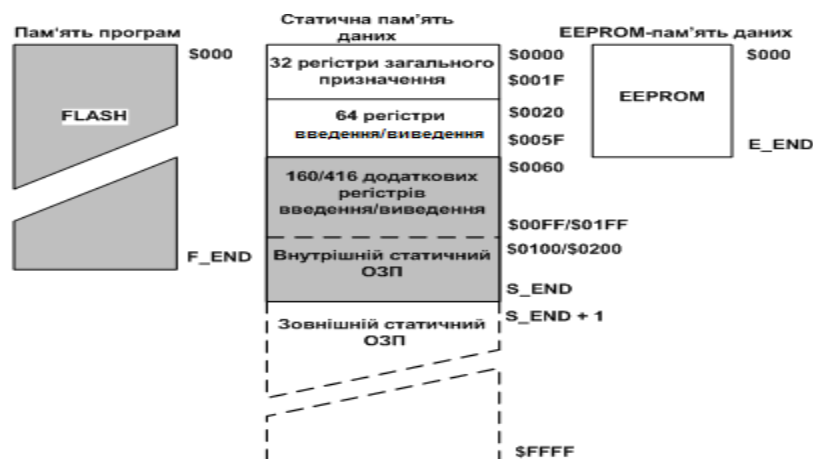 Пам'ять програм
$000
FLASH
F_END
Статична пам'ять
даних
32 регістри загального
призначення
$0000
$001F
64 регістри
введення/виведення
$0020
$005F
160/416 додаткових
регістрів
введення/виведення
$0060
$00FF/$01FF
Внутрішній статичний
ОЗП
$0100/$0200
S_END
Зовнішній статичний
ОЗП
S_END + 1
$FFFF
EEPROM-пам'ять даних
$000
EEPROM
E_END